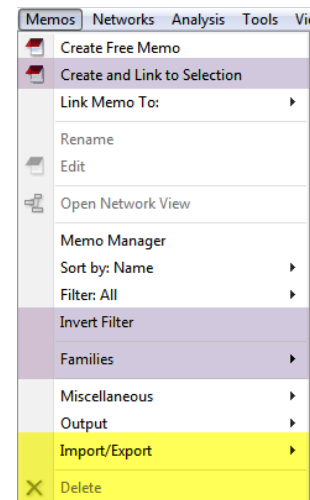 Memos Networks Analysis Tools
Create Free Memo
Create and Link to Selection
Link Memo To:
Rename
Edit
Open Network View
Memo Manager
Sort by: Name
Filter: All
Invert Filter
Families
Miscellaneous
Output
Import/Export
Delete